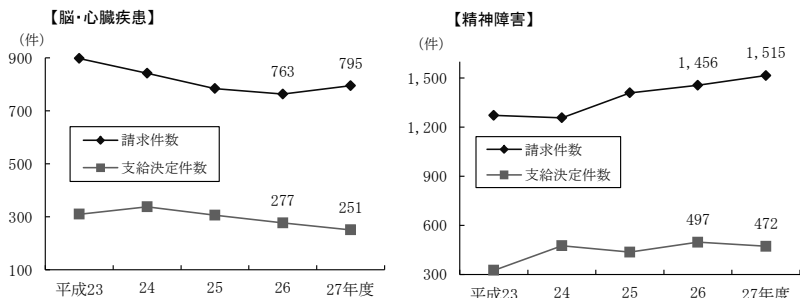 【脳・心臓疾患】
(件)
900
700
500
300
100
763
795
請求件数
支給決定件数
277
251
平成23
24
25
26
27年度
【精神障害】
(件)
1,500
1,200
900
600
300
1,456
1,515
請求件数
支給決定件数
497
472
平成23
24
25
26
27年度